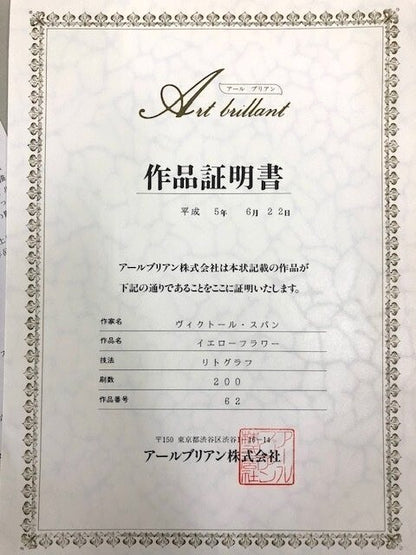 アール ブリアン
Art brillant
作品証明書
平成 5年 6月22日
アールブリアン株式会社は本状記載の作品が
下記の通りであることをここに証明いたします。
作家名 ヴィクトール・スパン
作品名 イエローフラワー
技法 リトグラフ
刷数 200
作品番号 62
〒150 東京都渋谷区渋谷1-26-14
アールブリアン株式会社